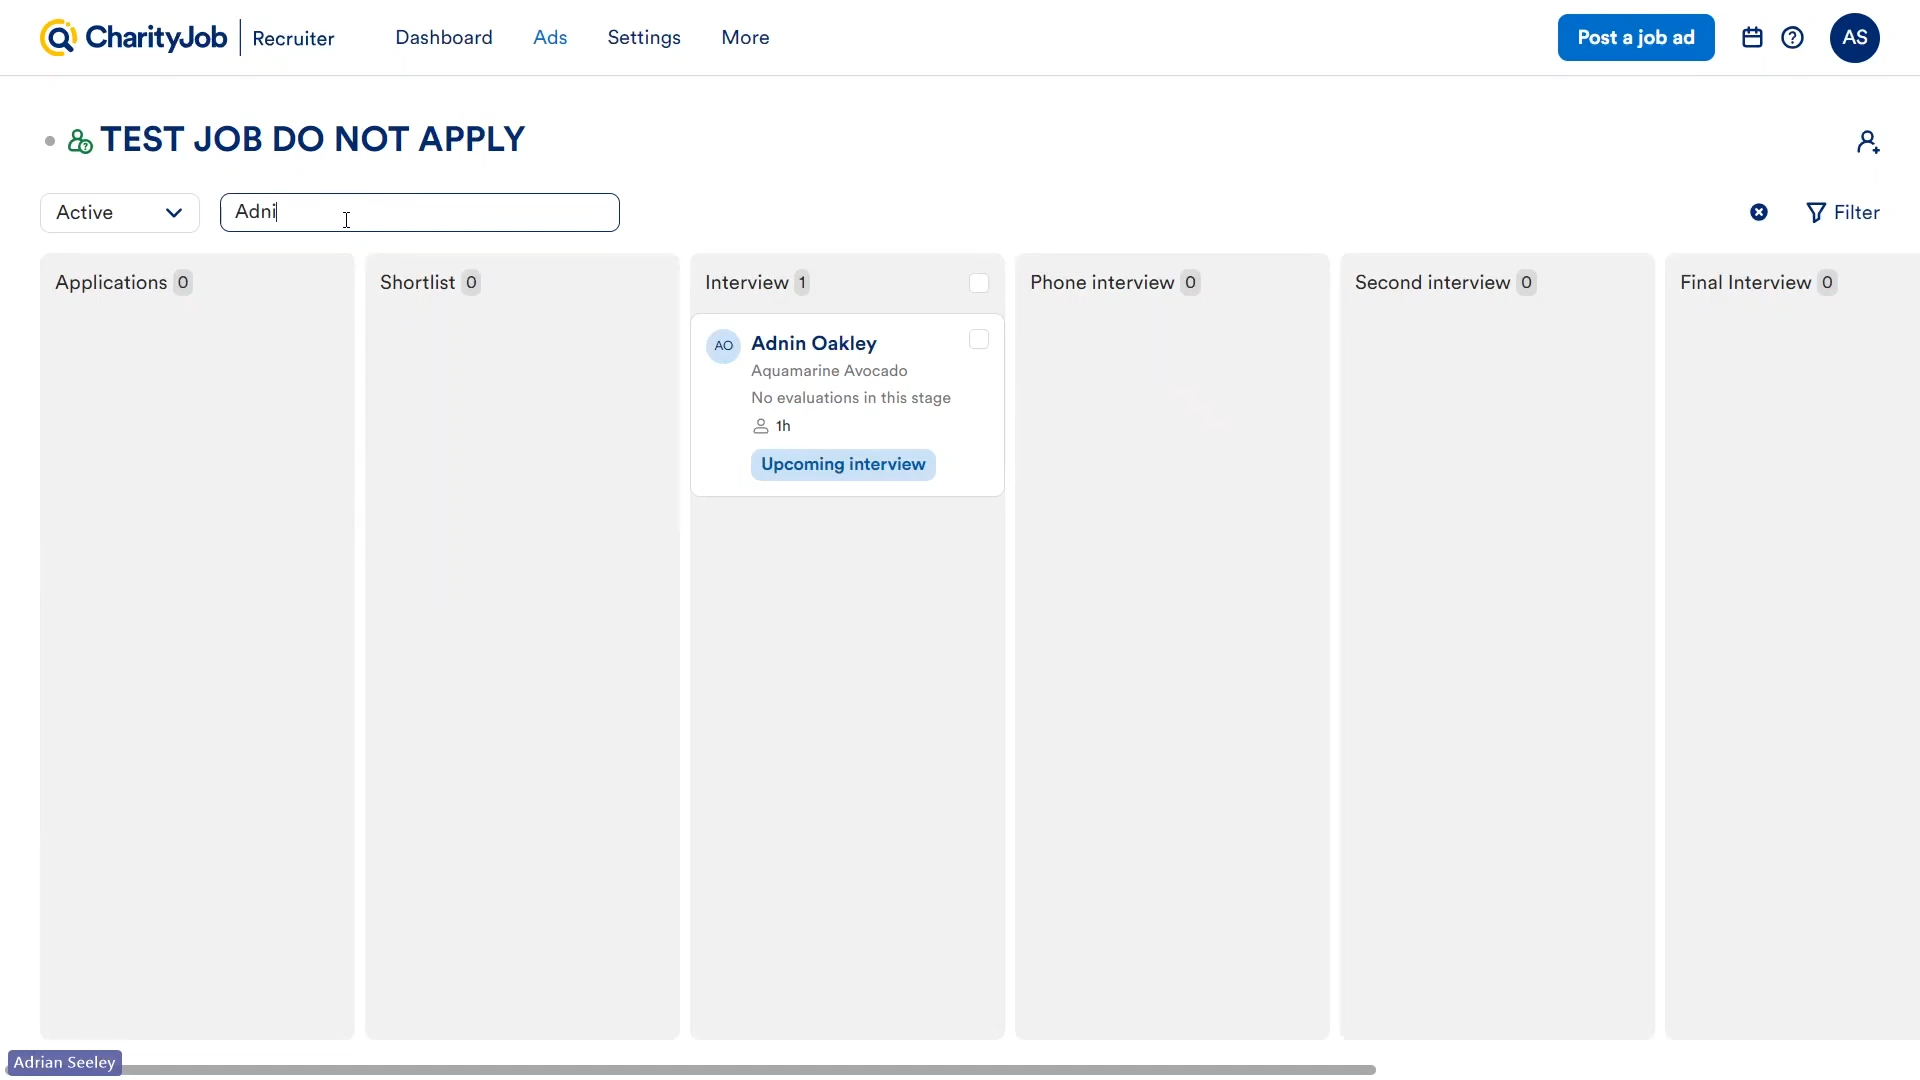 CharityJob Recruiter Dashboard Ads Settings More Post a job ad AS
TEST JOB DO NOT APPLY
Active Adni Filter
Applications 0 Shortlist 0 Interview 1 Phone interview 0 Second interview 0 Final Interview 0
AO Adnin Oakley
Aquamarine Avocado
No evaluations in this stage
1h
Upcoming interview
Adrian Seeley